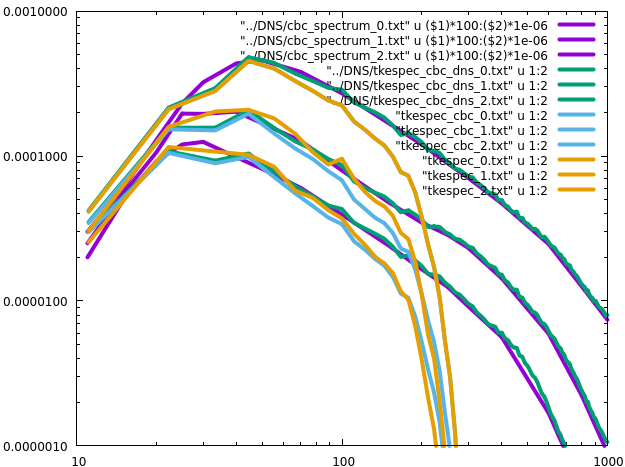 0.0010000
"../DNS/cbc_spectrum_0.txt" u ($1)*100:($2)*1e-06
"../DNS/cbc_spectrum_1.txt" u ($1)*100:($2)*1e-06
"../DNS/cbc_spectrum_2.txt" u ($1)*100:($2)*1e-06
"../DNS/tkespec_cbc_dns_0.txt" u 1:2
"../DNS/tkespec_cbc_dns_1.txt" u 1:2
"../DNS/tkespec_cbc_dns_2.txt" u 1:2
"tkespec_cbc_0.txt" u 1:2
"tkespec_cbc_1.txt" u 1:2
"tkespec_cbc_2.txt" u 1:2
0.0001000
"tkespec_0.txt" u 1:2
"tkespec_1.txt" u 1:2
"tkespec_2.txt" u 1:2
0.0000100
0.0000010
10 100 1000